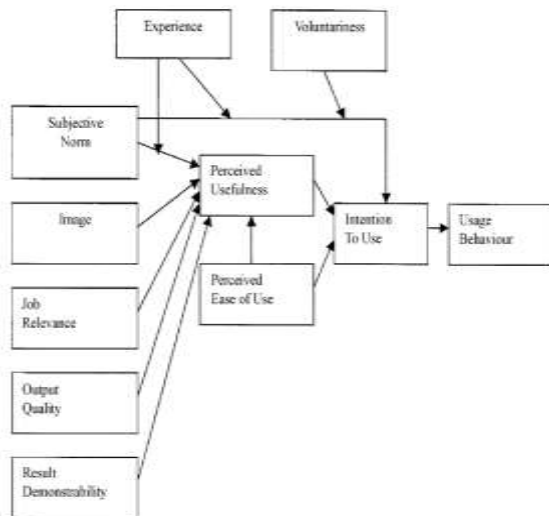 Experience
Voluntariness
Subjective
Norm
Perceived
Usefulness
Image
Intention
To Use
Usage
Behaviour
Perceived
Ease of Use
Job
Relevance
Output
Quality
Result
Demonstrability